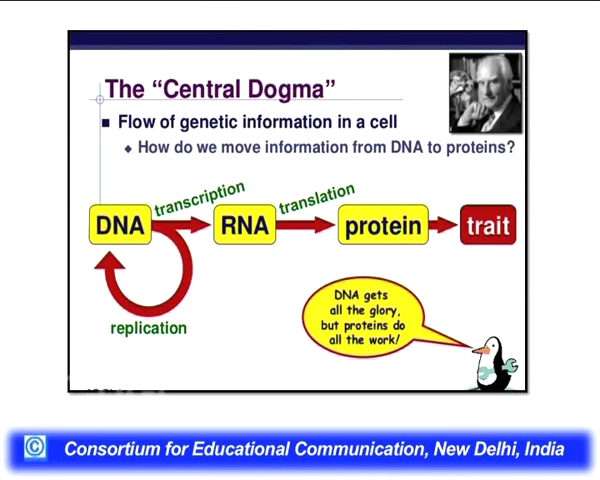 The “Central Dogma”
■ Flow of genetic information in a cell
◆ How do we move information from DNA to proteins?
transcription
translation
DNA
RNA
protein
trait
replication
DNA gets
all the glory,
but proteins do
all the work!
© Consortium for Educational Communication, New Delhi, India